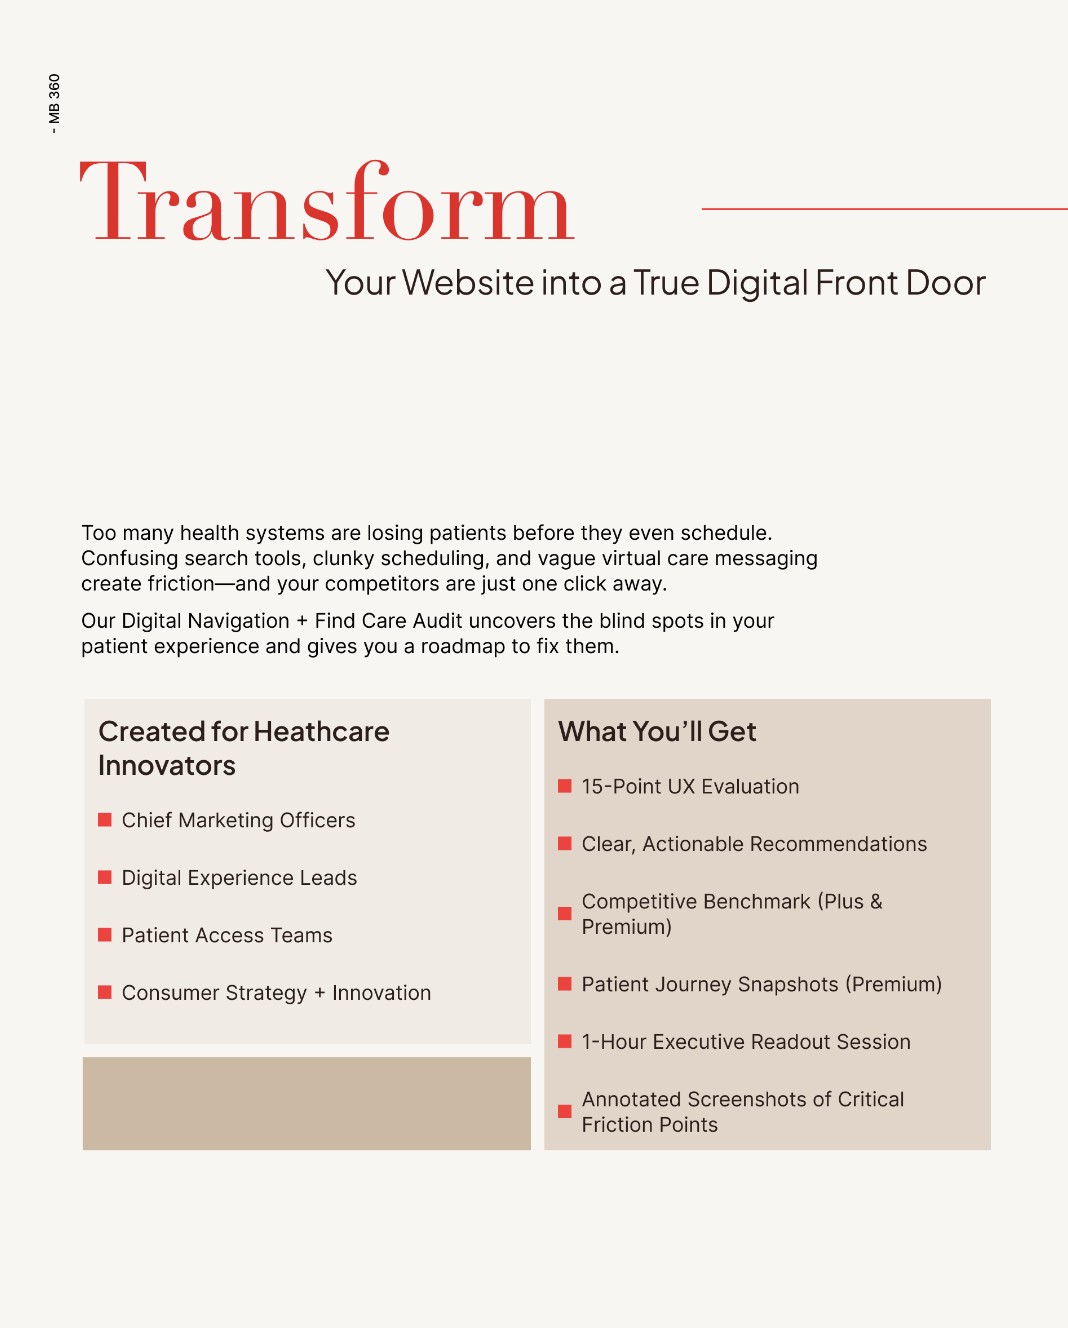 - MB 360
Transform
Your Website into a True Digital Front Door
Too many health systems are losing patients before they even schedule.
Confusing search tools, clunky scheduling, and vague virtual care messaging
create friction—and your competitors are just one click away.
Our Digital Navigation + Find Care Audit uncovers the blind spots in your
patient experience and gives you a roadmap to fix them.
Created for Heathcare
Innovators
Chief Marketing Officers
Digital Experience Leads
Patient Access Teams
Consumer Strategy + Innovation
What You’ll Get
15-Point UX Evaluation
Clear, Actionable Recommendations
Competitive Benchmark (Plus &
Premium)
Patient Journey Snapshots (Premium)
1-Hour Executive Readout Session
Annotated Screenshots of Critical
Friction Points